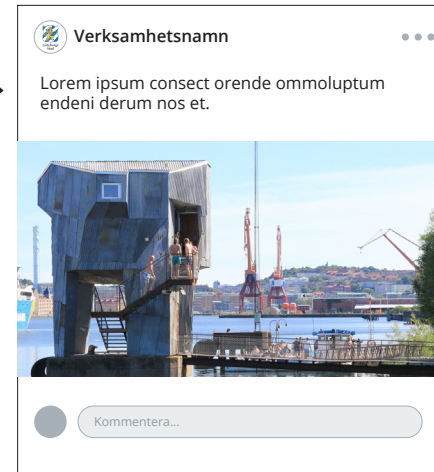 Verksamhetsnamn
Lorem ipsum consect orende ommoluptum
endeni derum nos et.
Kommentera...